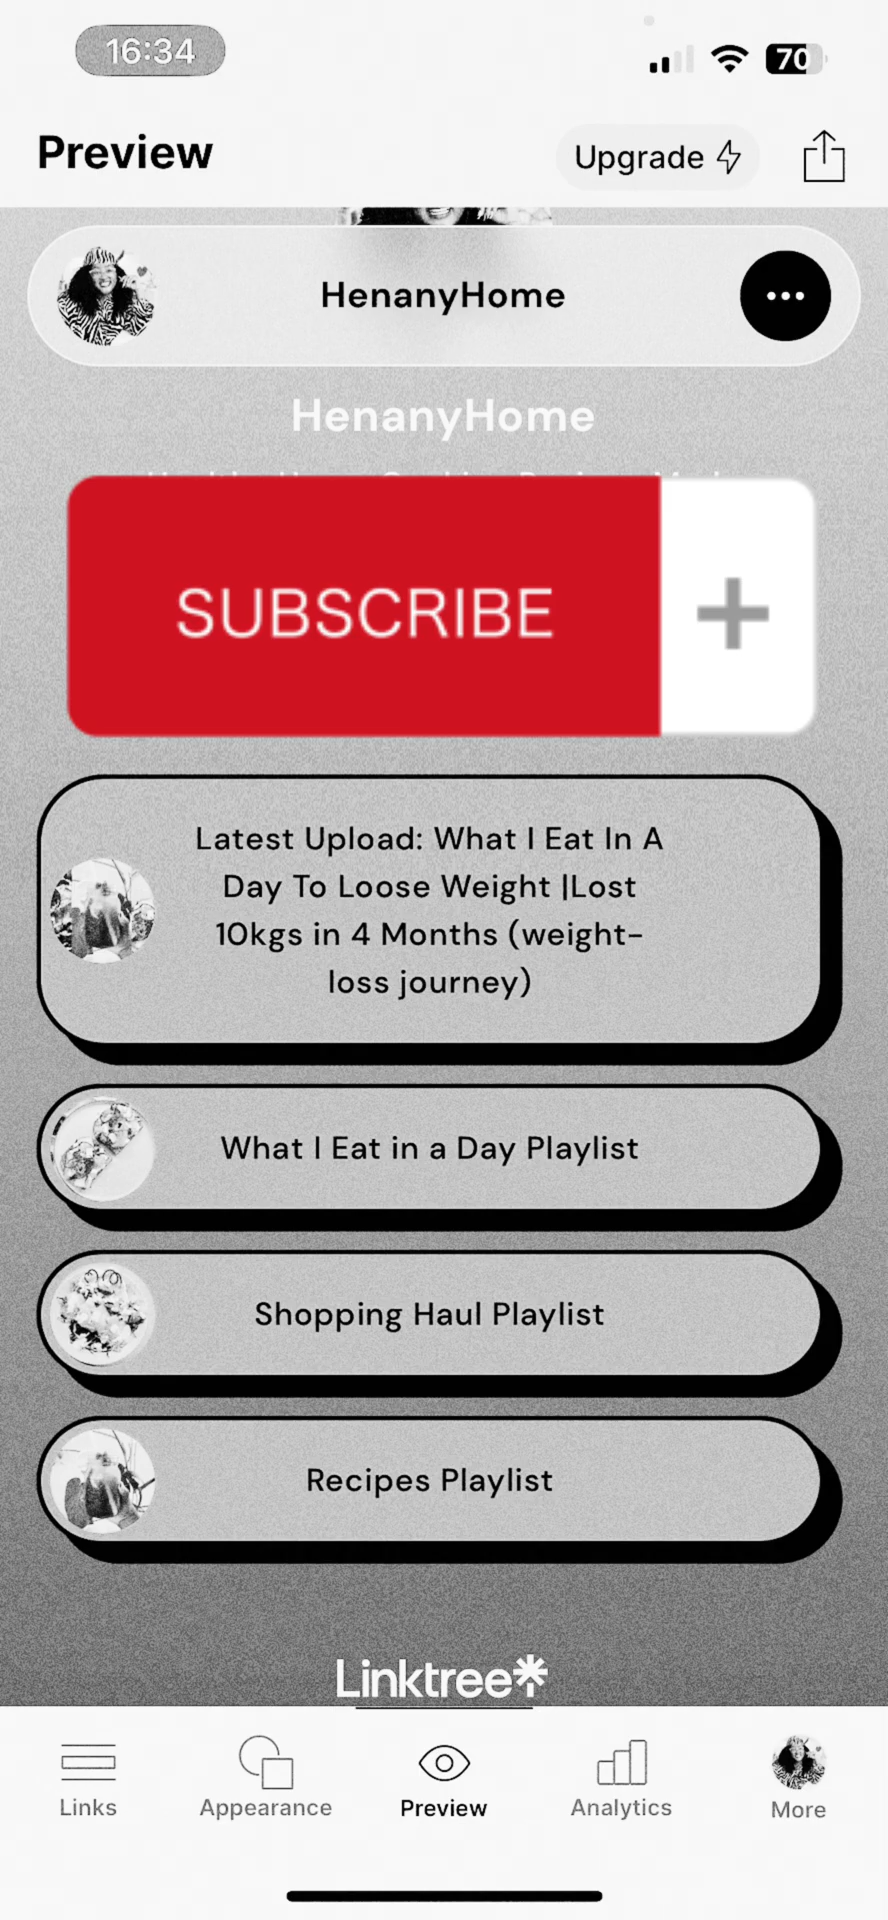 16:34
70
Preview
Upgrade
HenanyHome
HenanyHome
SUBSCRIBE +
Latest Upload: What I Eat In A
Day To Loose Weight |Lost
10kgs in 4 Months (weight-
loss journey)
What I Eat in a Day Playlist
Shopping Haul Playlist
Recipes Playlist
Linktree
Links
Appearance
Preview
Analytics
More